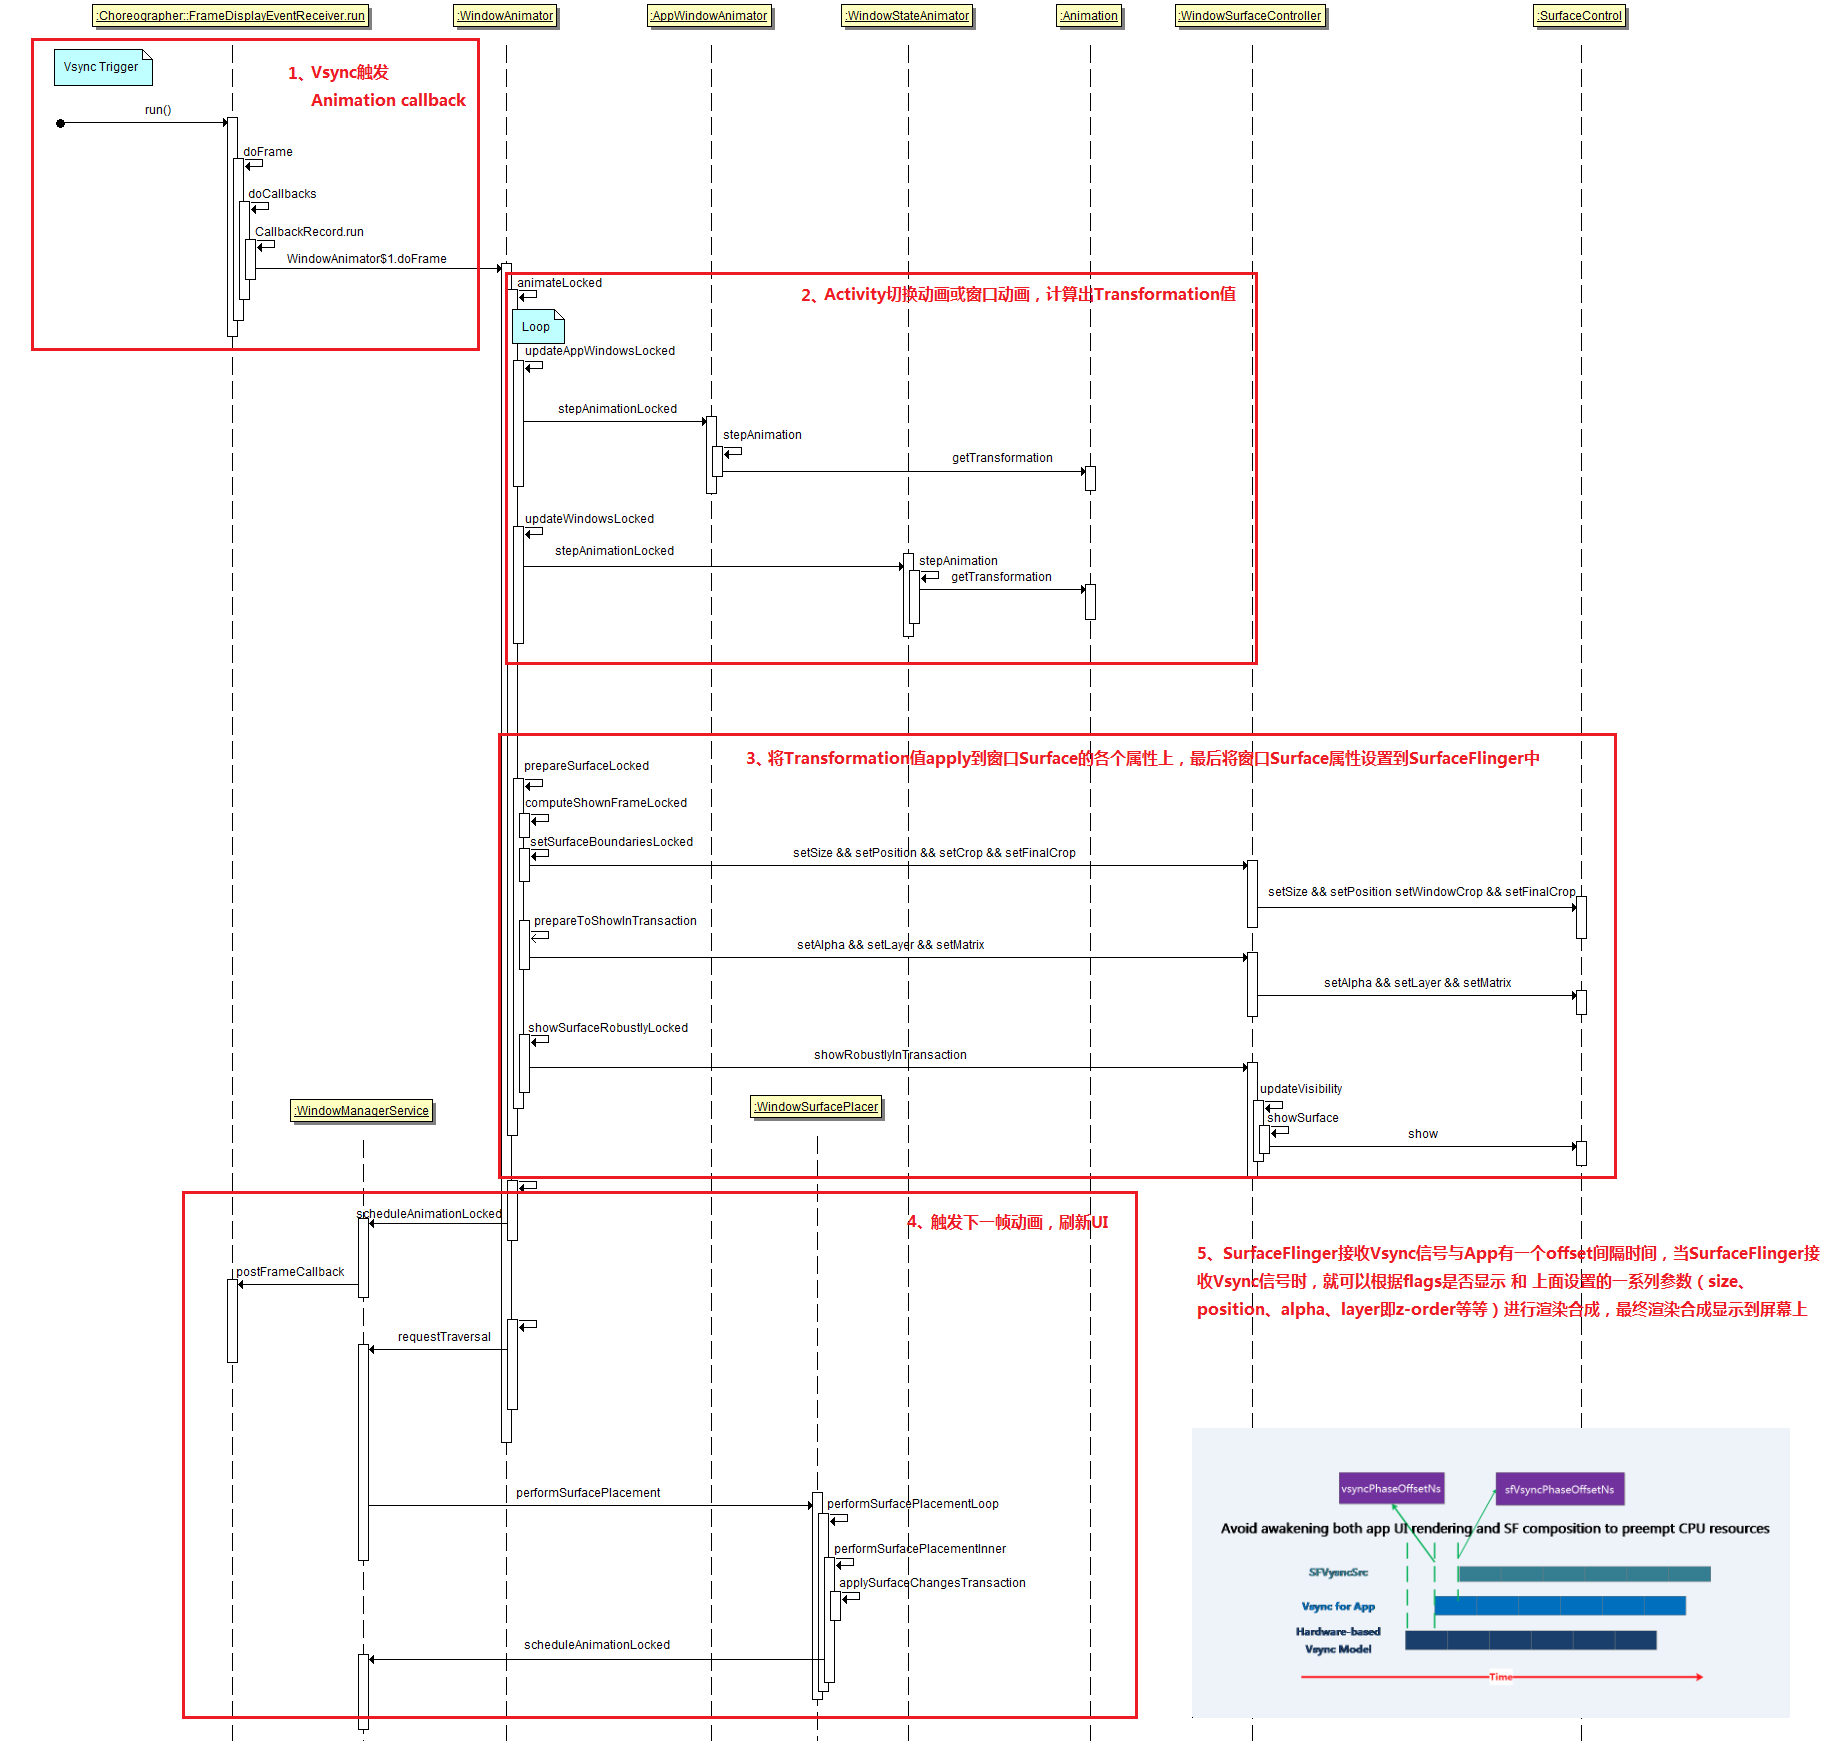 :Choreographer::FrameDisplayEventReceiver.run
:WindowAnimator
:AppWindowAnimator
:WindowStateAnimator
:Animation
:WindowSurfaceController
:SurfaceControl
Vsync Trigger
1、Vsync触发
Animation callback
run()
doFrame
doCallbacks
CallbackRecord.run
WindowAnimator$1.doFrame
animateLocked
2、Activity切换动画或窗口动画，计算出Transformation值
Loop
updateAppWindowsLocked
stepAnimationLocked
stepAnimation
getTransformation
updateWindowsLocked
stepAnimationLocked
stepAnimation
getTransformation
3、将Transformation值apply到窗口Surface的各个属性上，最后将窗口Surface属性设置到SurfaceFlinger中
prepareSurfaceLocked
computeShownFrameLocked
setSurfaceBoundariesLocked
setSize && setPosition && setCrop && setFinalCrop
setSize && setPosition setWindowCrop && setFinalCrop
prepareToShowInTransaction
setAlpha && setLayer && setMatrix
setAlpha && setLayer && setMatrix
showSurfaceRobustlyLocked
showRobustlyInTransaction
updateVisibility
showSurface
show
:WindowManagerService
:WindowSurfacePlacer
4、触发下一帧动画，刷新UI
scheduleAnimationLocked
postFrameCallback
requestTraversal
performSurfacePlacement
performSurfacePlacementLoop
performSurfacePlacementInner
applySurfaceChangesTransaction
scheduleAnimationLocked
5、SurfaceFlinger接收Vsync信号与App有一个offset间隔时间，当SurfaceFlinger接
收Vsync信号时，就可以根据flags是否显示 和 上面设置的一系列参数（size、
position、alpha、layer即z-order等等）进行渲染合成，最终渲染合成显示到屏幕上
vsyncPhaseOffsetNs
sfVsyncPhaseOffsetNs
Avoid awakening both app UI rendering and SF composition to preempt CPU resources
SFVysncSrc
Vsync for App
Hardware-based
Vsync Model
Time